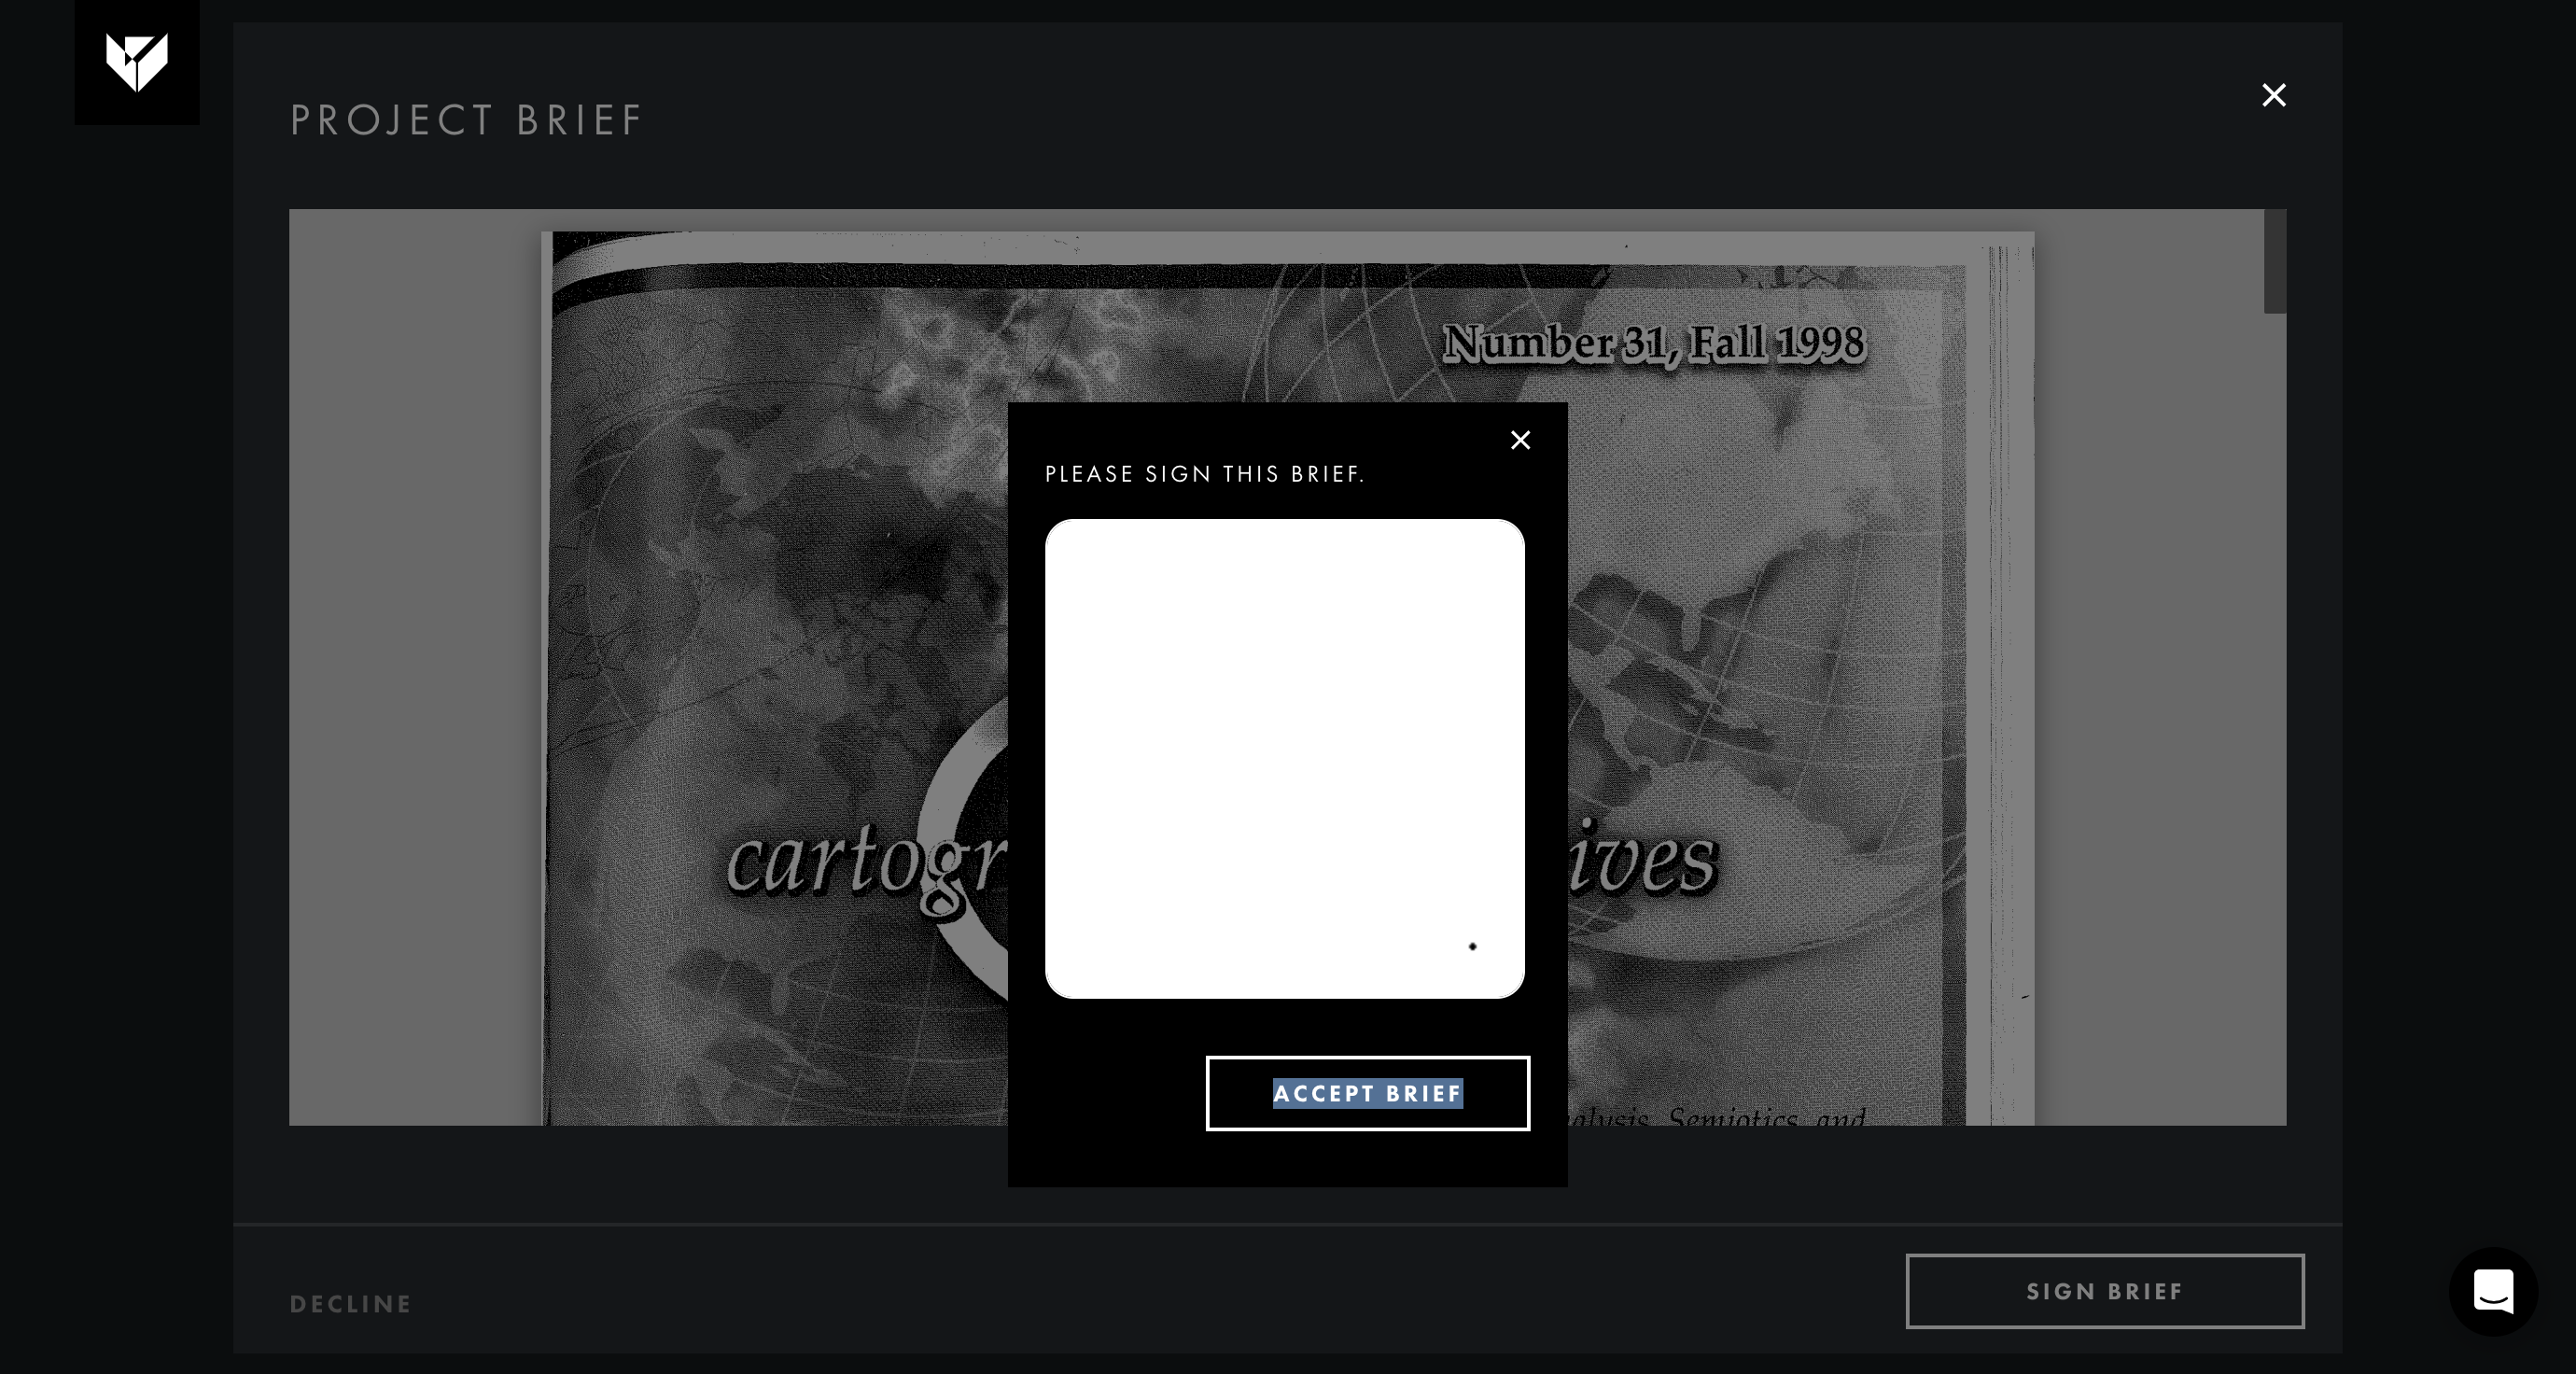 PROJECT BRIEF
Number 31, Fall 1998
PLEASE SIGN THIS BRIEF.
cartogr
ives
ACCEPT BRIEF
alysis, Semiotics, and
DECLINE
SIGN BRIEF